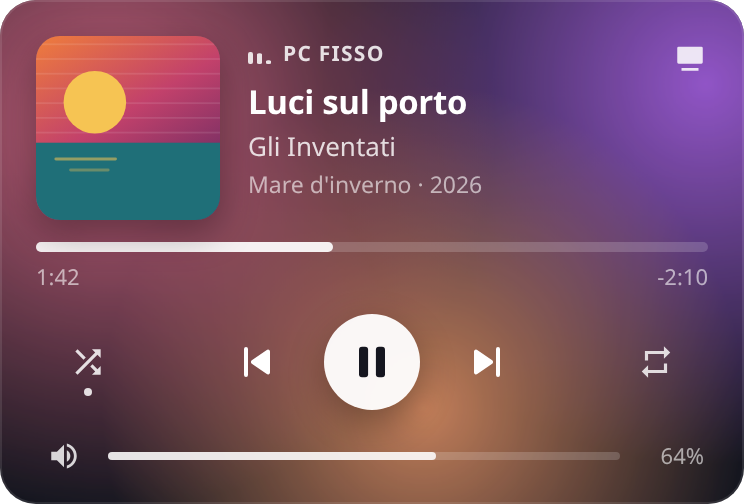 PC FISSO
Luci sul porto
Gli Inventati
Mare d'inverno · 2026
1:42
-2:10
64%